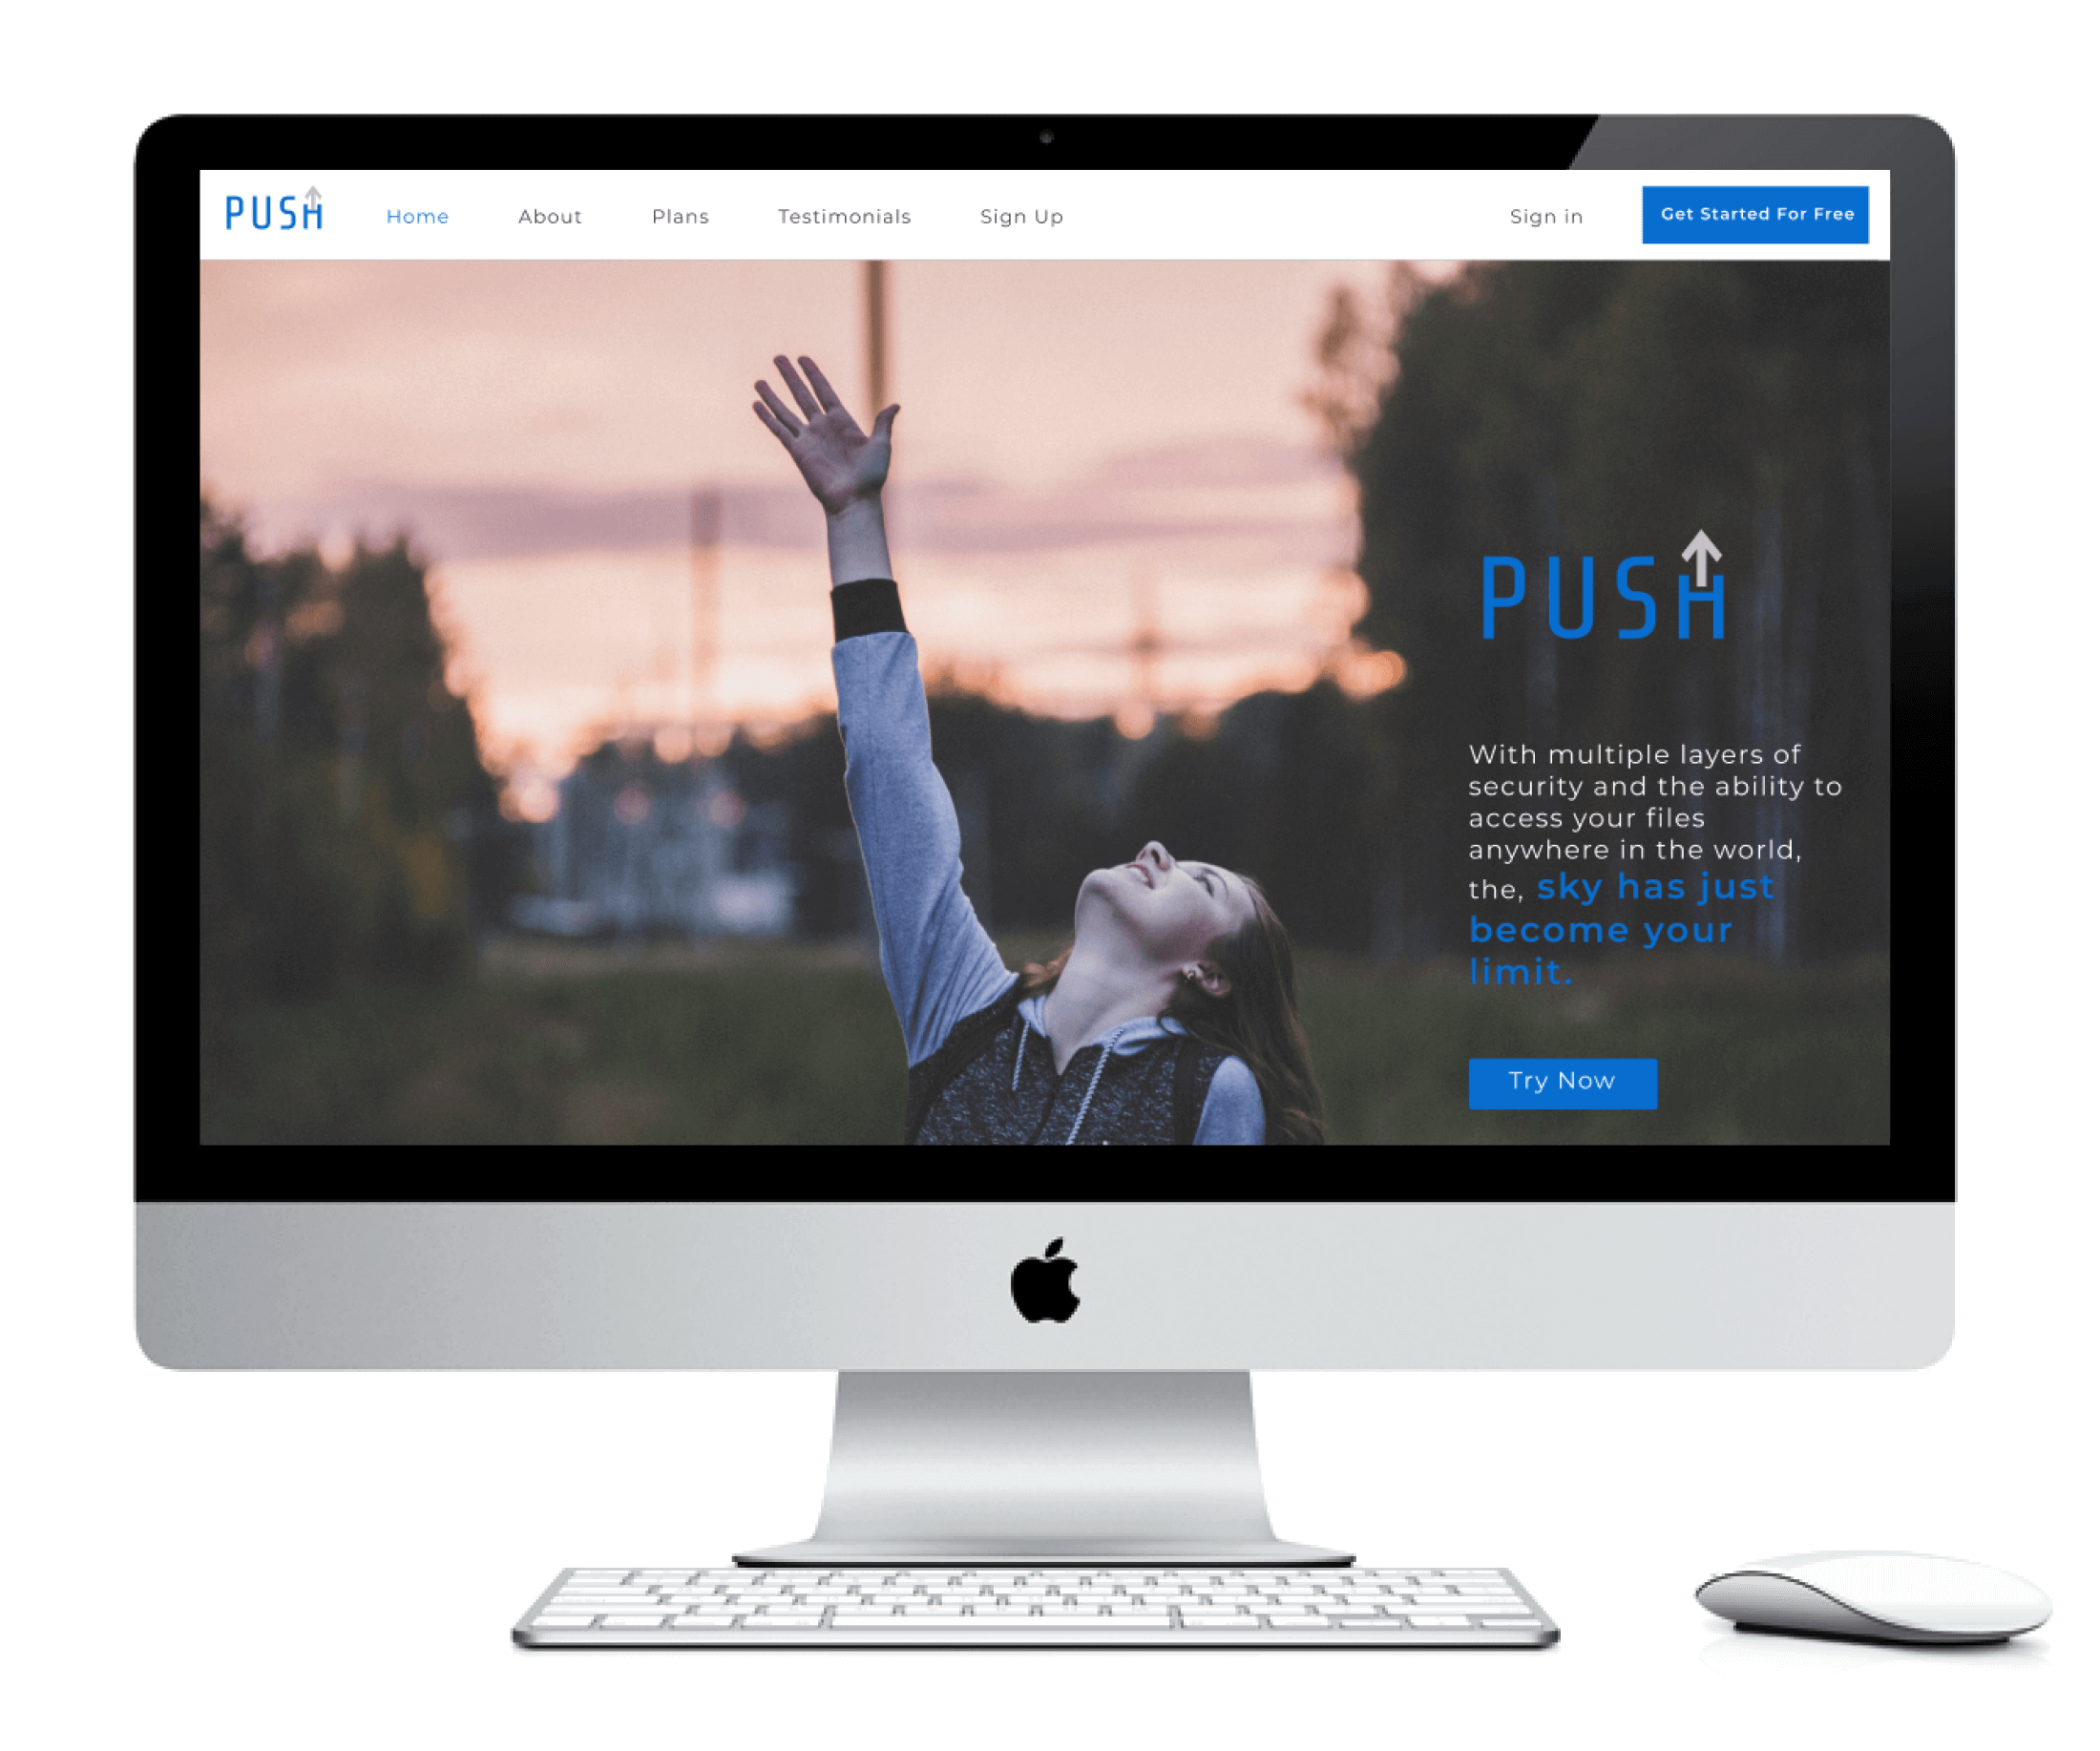 PUSH
Home
About
Plans
Testimonials
Sign Up
Sign in
Get Started For Free
PUSH
With multiple layers of
security and the ability to
access your files
anywhere in the world,
the, sky has just
become your
limit.
Try Now